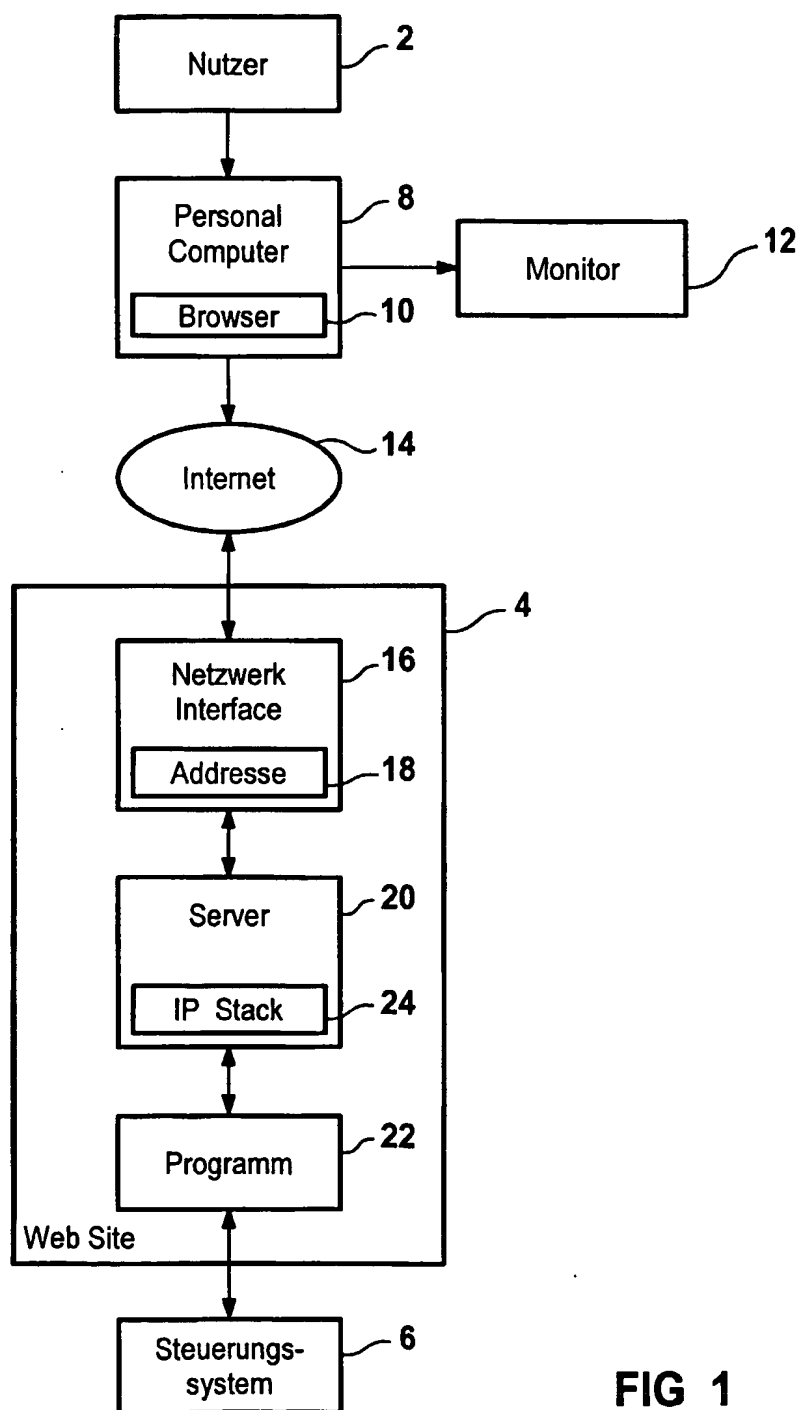 Nutzer
2
Personal
Computer
8
Browser
10
Monitor
12
Internet
14
4
Netzwerk
Interface
16
Addresse
18
Server
20
IP Stack
24
Programm
22
Web Site
Steuerungs-
system
6
FIG 1